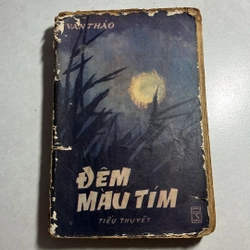 VĂN THẢO
ĐÊM
MÀU TÍM
TIỂU THUYẾT